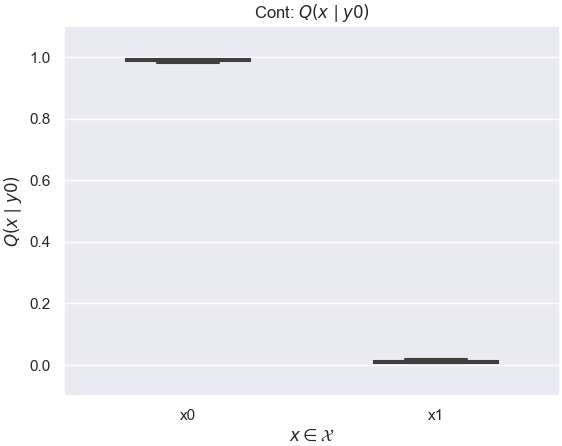 Cont: Q(x | y0)
Q(x | y0)
1.0
0.8
0.6
0.4
0.2
0.0
x0 x1
x ∈ 𝒳